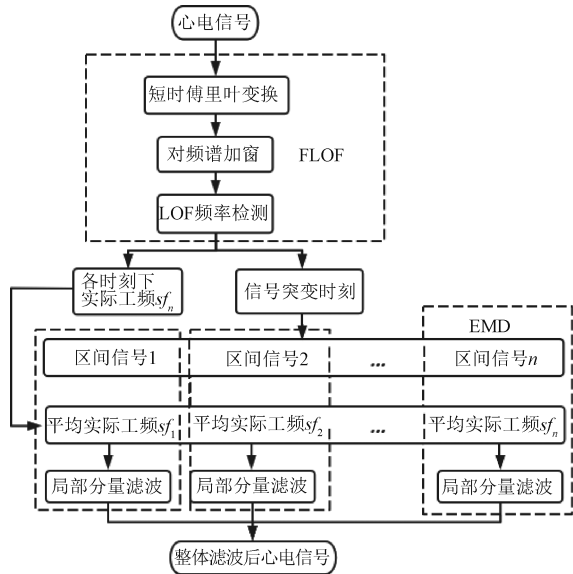 心电信号
短时傅里叶变换
对频谱加窗
FLOF
LOF频率检测
各时刻下
实际工频sfn
信号突变时刻
EMD
区间信号1
区间信号2
...
区间信号n
平均实际工频sf1
平均实际工频sf2
...
平均实际工频sfn
局部分量滤波
局部分量滤波
局部分量滤波
整体滤波后心电信号